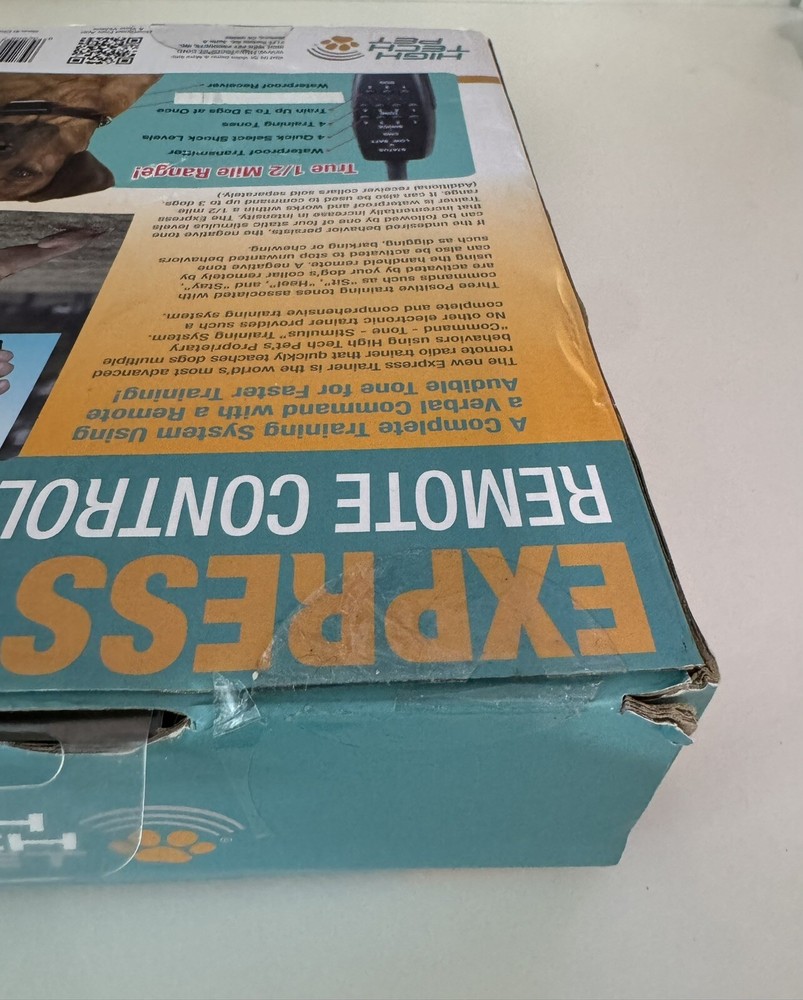 EXPRESS
REMOTE CONTROL
A Complete Training System Using
a Verbal Command with a Remote
Audible Tone for Faster Training!
The new Express Trainer is the world's most advanced
remote radio trainer that quickly teaches dogs multiple
behaviors using High Tech Pet's Proprietary
"Command - Tone - Stimulus" Training System.
No other electronic trainer provides such a
complete and comprehensive training system.
Three Positive training tones with associated with
commands such as "Sit", "Heel", and "Stay",
are activated by your dog's collar remotely by
using the handheld remote. A negative tone
can also be activated to stop unwanted behaviors
such as digging, barking or chewing.
If the undesired behavior persists, the negative tone
can be followed by one of four static stimulus levels
that incrementally increase in intensity. The Express
Trainer is waterproof and works within a 1/2 mile
range. It can also be used to command up to 3 dogs.
(Additional receiver collars sold separately.)
True 1/2 Mile Range!
Waterproof Transmitter
4 Quick Select Shock Levels
4 Training Tones
Train Up To 3 Dogs at Once
Waterproof Receiver
HIGH
TECH
PET